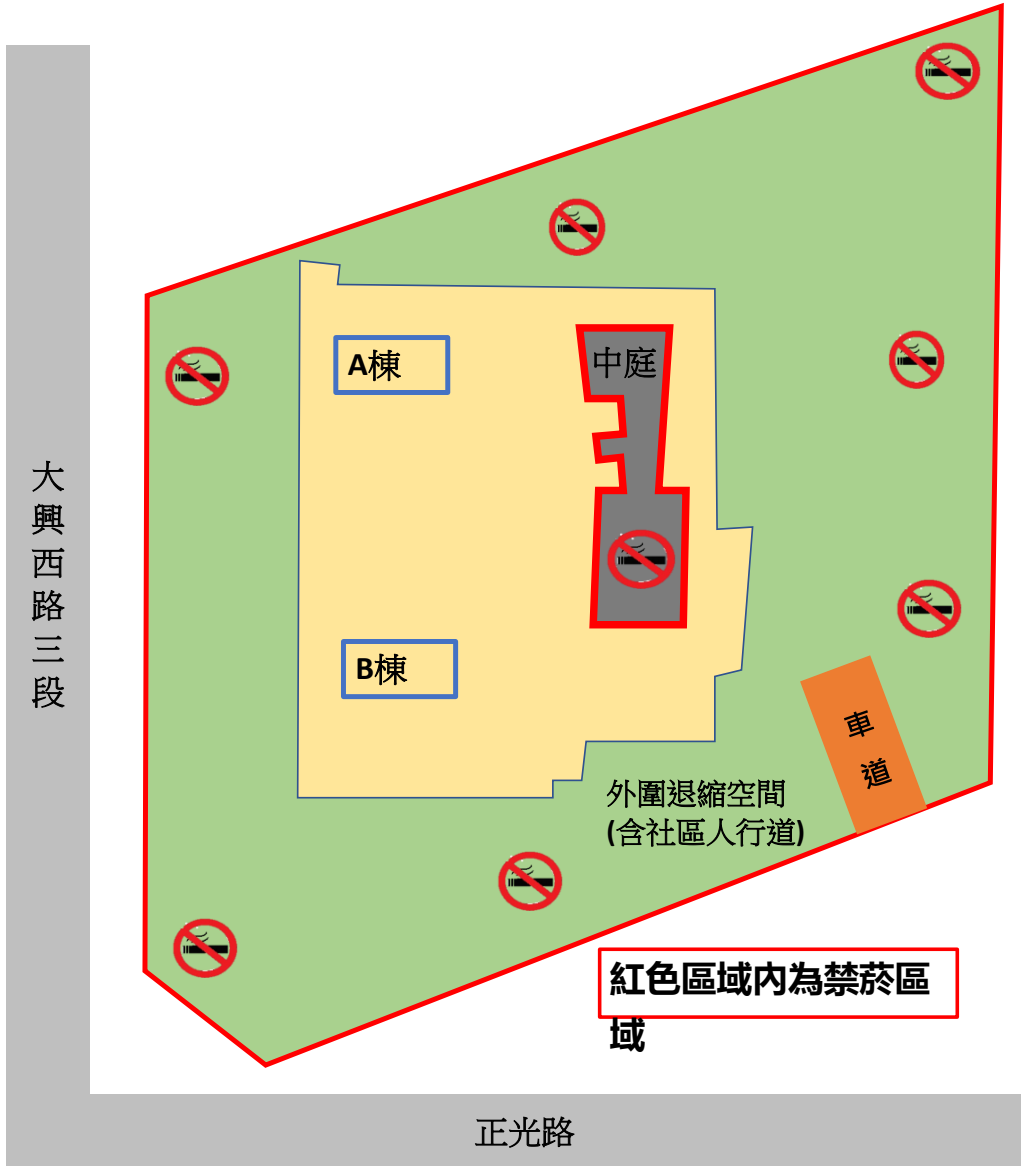 中庭
A棟
大興西路三段
B棟
車道
外圍退縮空間
(含社區人行道)
紅色區域內為禁菸區
域
正光路